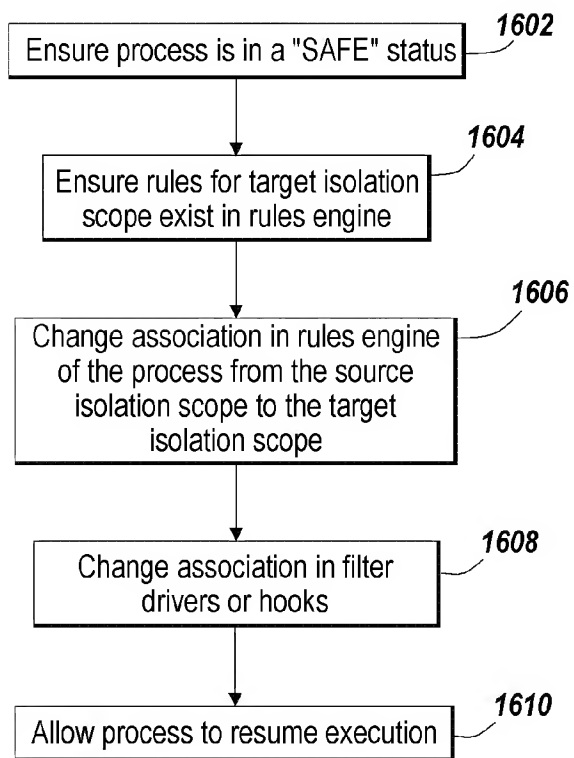 1602
Ensure process is in a "SAFE" status
1604
Ensure rules for target isolation
scope exist in rules engine
1606
Change association in rules engine
of the process from the source
isolation scope to the target
isolation scope
1608
Change association in filter
drivers or hooks
1610
Allow process to resume execution